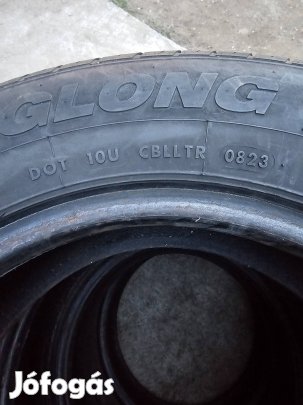 GLONG
DOT 10U CBLLTR 0823
Jófogás